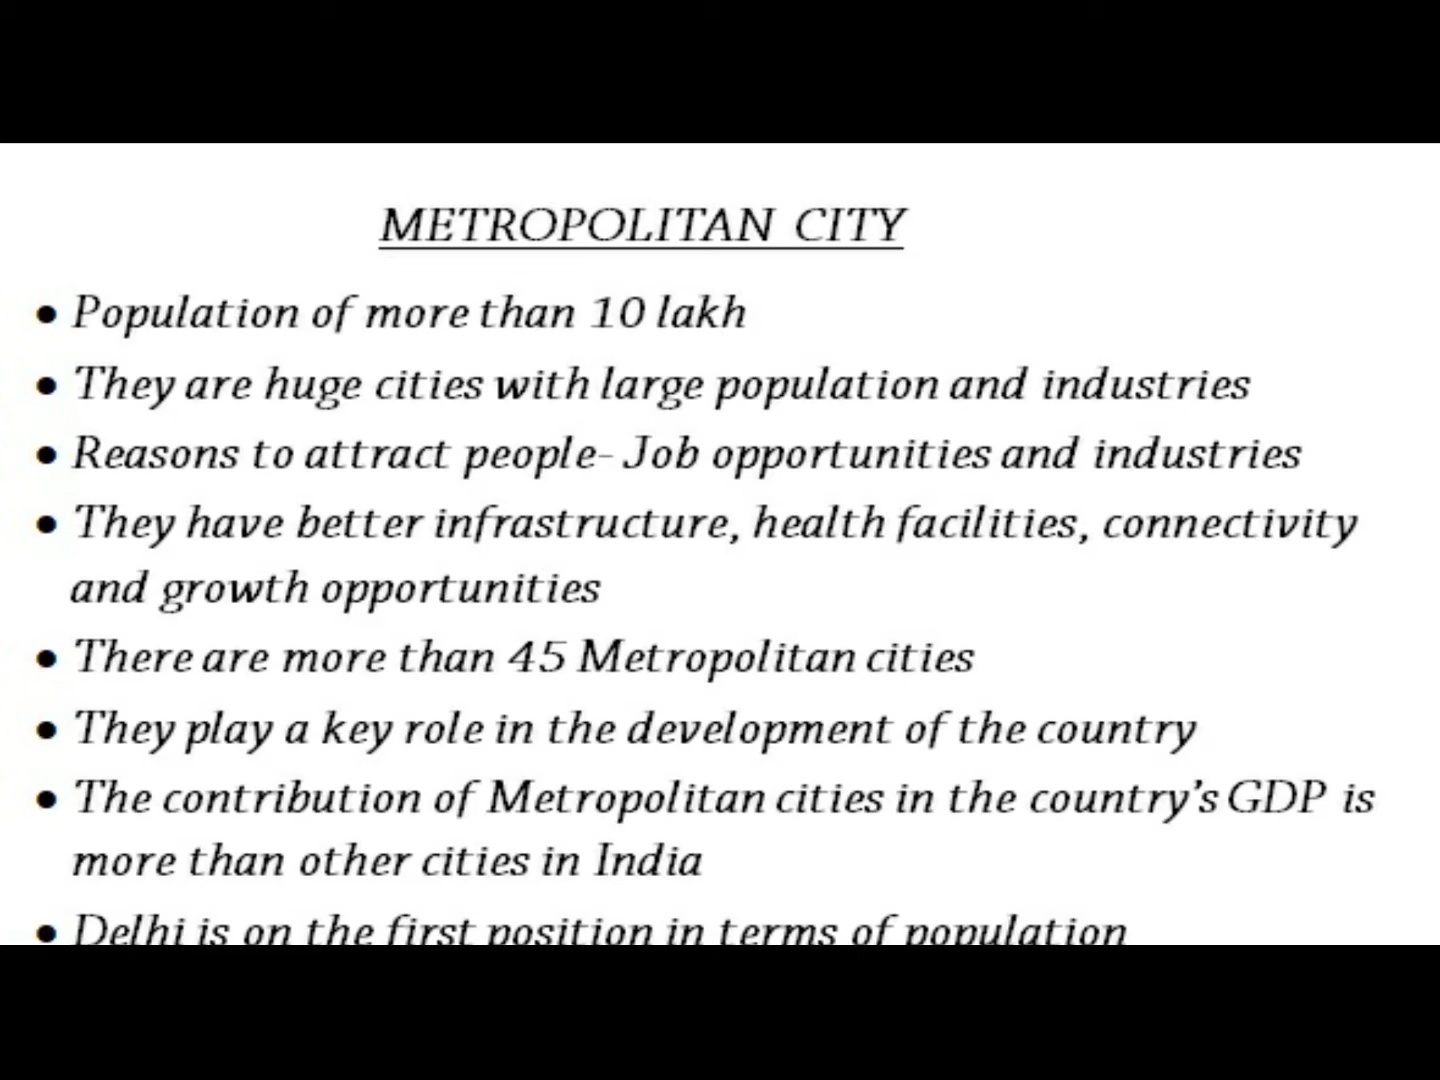 METROPOLITAN CITY
• Population of more than 10 lakh
• They are huge cities with large population and industries
• Reasons to attract people- Job opportunities and industries
• They have better infrastructure, health facilities, connectivity
and growth opportunities
• There are more than 45 Metropolitan cities
• They play a key role in the development of the country
• The contribution of Metropolitan cities in the country's GDP is
more than other cities in India
• Delhi is on the first position in terms of population